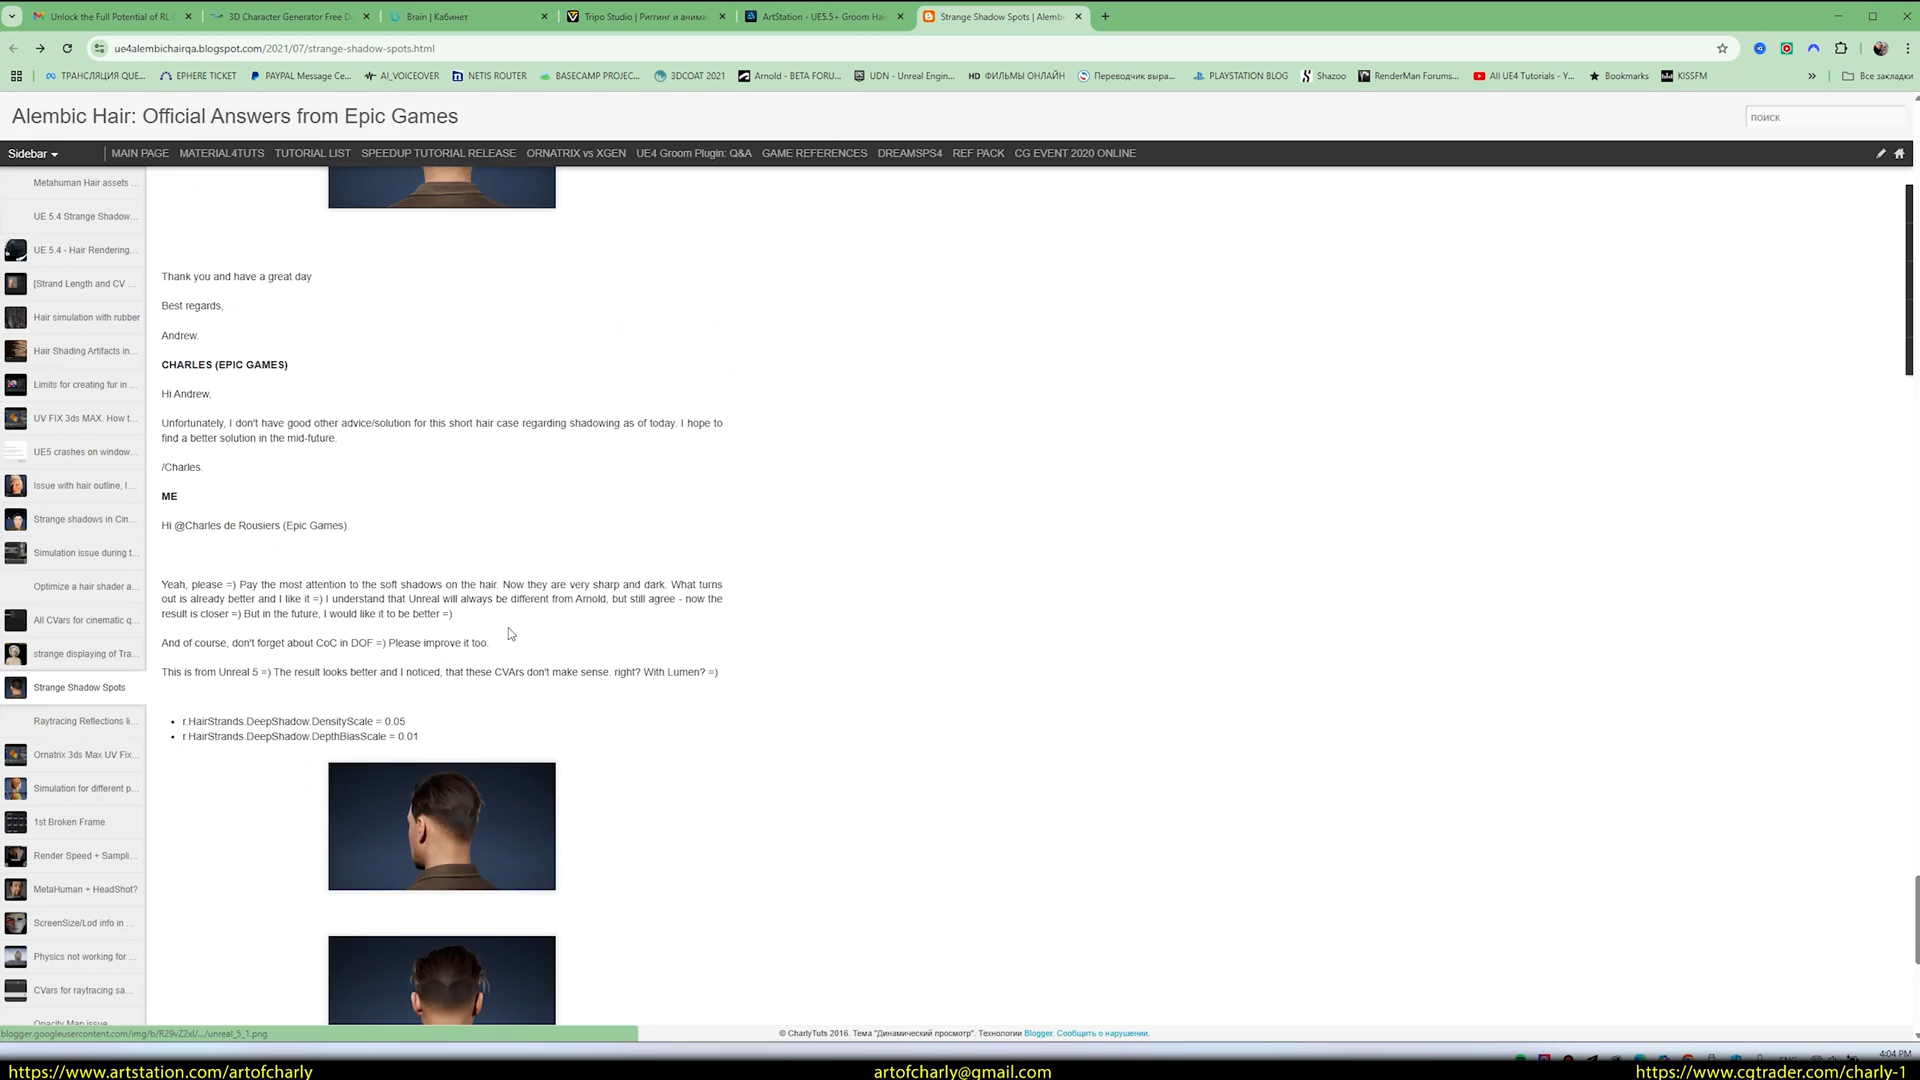 Unlock the Full Potential of RL C
3D Character Generator Free D
Brain | Кабинет
Tripo Studio | Риггинг и анима
ArtStation - UE5.5+ Groom Hai
Strange Shadow Spots | Alemb
ue4alembichairqa.blogspot.com/2021/07/strange-shadow-spots.html
ТРАНСЛЯЦИЯ QUE...
EPHERE TICKET
PAYPAL Message Ce...
AI_VOICEOVER
NETIS ROUTER
BASECAMP PROJEC...
3DCOAT 2021
Arnold - BETA FORU...
UDN - Unreal Engin...
HD ФИЛЬМЫ ОНЛАЙН
Переводчик выра...
PLAYSTATION BLOG
Shazoo
RenderMan Forums...
All UE4 Tutorials - Y...
Bookmarks
KISSFM
Все закладки
Alembic Hair: Official Answers from Epic Games
поиск
Sidebar
MAIN PAGE
MATERIAL4TUTS
TUTORIAL LIST
SPEEDUP TUTORIAL RELEASE
ORNATRIX vs XGEN
UE4 Groom Plugin: Q&A
GAME REFERENCES
DREAMSPS4
REF PACK
CG EVENT 2020 ONLINE
Metahuman Hair assets ...
UE 5.4 Strange Shadow...
UE 5.4 - Hair Rendering...
[Strand Length and CV ...
Hair simulation with rubber
Hair Shading Artifacts in...
Limits for creating fur in ...
UV FIX 3ds MAX. How t...
UE5 crashes on window...
Issue with hair outline, I...
Strange shadows in Cin...
Simulation issue during t...
Optimize a hair shader a...
All CVars for cinematic q...
strange displaying of Tra...
Strange Shadow Spots
Raytracing Reflections li...
Ornatrix 3ds Max UV Fix...
Simulation for different p...
1st Broken Frame
Render Speed + Sampli...
MetaHuman + HeadShot?
ScreenSize/Lod info in ...
Physics not working for ...
CVars for raytracing sa...
Opacity Map issue
Thank you and have a great day
Best regards,
Andrew.
CHARLES (EPIC GAMES)
Hi Andrew,
Unfortunately, I don't have good other advice/solution for this short hair case regarding shadowing as of today. I hope to
find a better solution in the mid-future.
/Charles.
ME
Hi @Charles de Rousiers (Epic Games)
Yeah, please =) Pay the most attention to the soft shadows on the hair. Now they are very sharp and dark. What turns
out is already better and I like it =) I understand that Unreal will always be different from Arnold, but still agree - now the
result is closer =) But in the future, I would like it to be better =)
And of course, don't forget about CoC in DOF =) Please improve it too.
This is from Unreal 5 =) The result looks better and I noticed, that these CVArs don't make sense. right? With Lumen? =)
• r.HairStrands.DeepShadow.DensityScale = 0.05
• r.HairStrands.DeepShadow.DepthBiasScale = 0.01
blogger.googleusercontent.com/img/b/R29vZ2xl/.../unreal_5_1.png
© CharlyTuts 2016. Тема "Динамический просмотр". Технологии Blogger. Сообщить о нарушении.
4:04 PM
https://www.artstation.com/artofcharly
artofcharly@gmail.com
https://www.cgtrader.com/charly-1